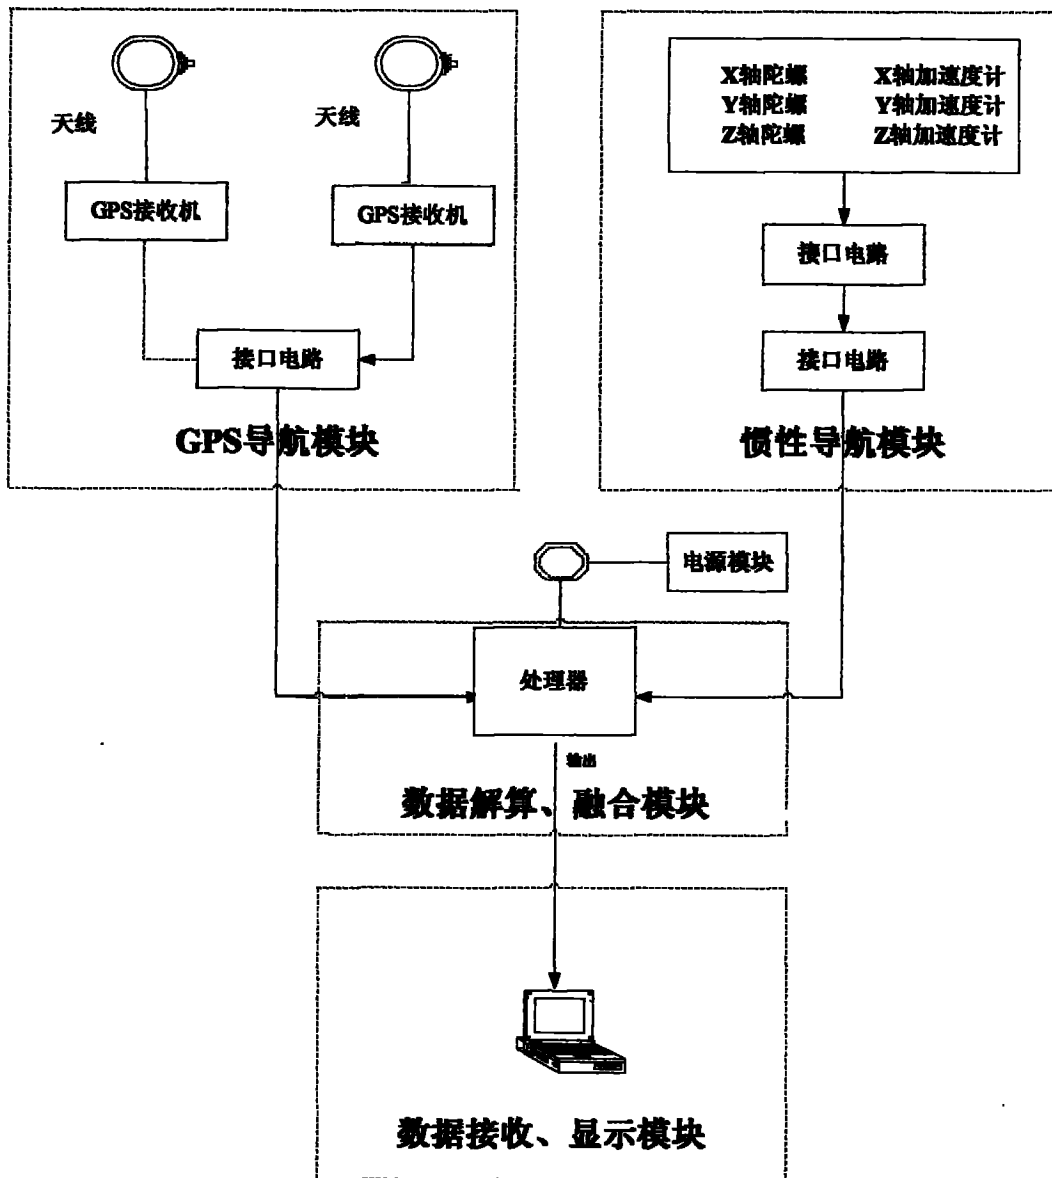 天线
天线
GPS接收机
GPS接收机
接口电路
GPS导航模块
X轴陀螺 X轴加速度计
Y轴陀螺 Y轴加速度计
Z轴陀螺 Z轴加速度计
接口电路
接口电路
惯性导航模块
电源模块
处理器
输出
数据解算、融合模块
数据接收、显示模块